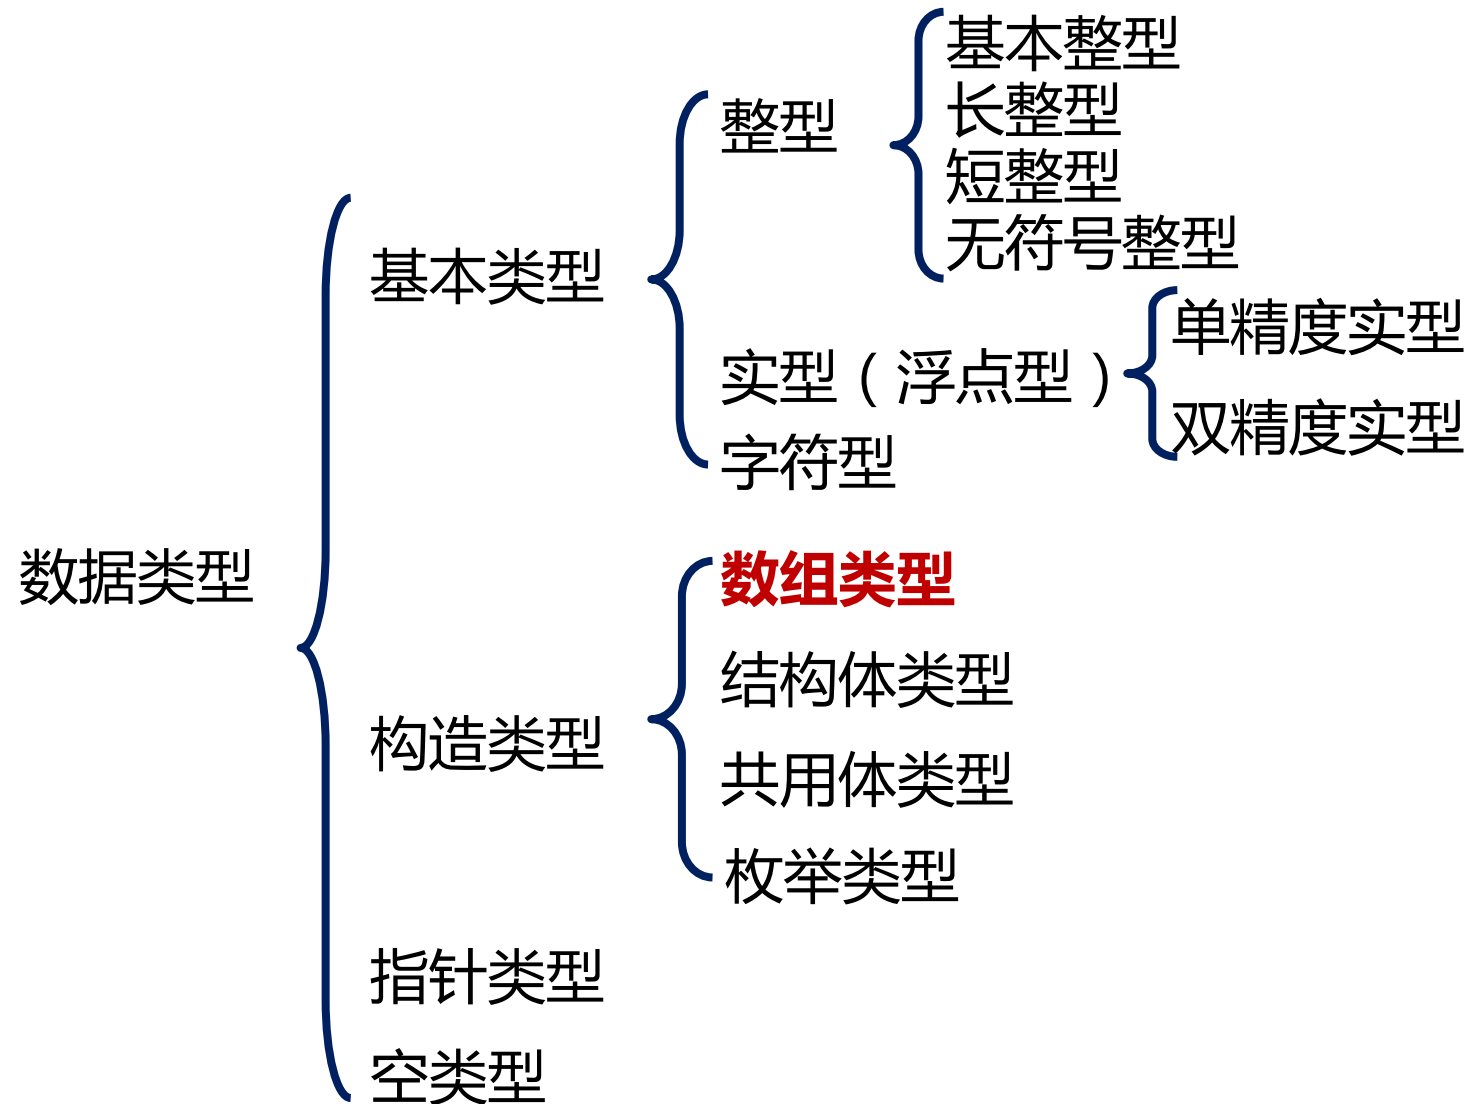 数据类型
基本类型
整型
基本整型
长整型
短整型
无符号整型
实型（浮点型）
单精度实型
双精度实型
字符型
构造类型
数组类型
结构体类型
共用体类型
枚举类型
指针类型
空类型